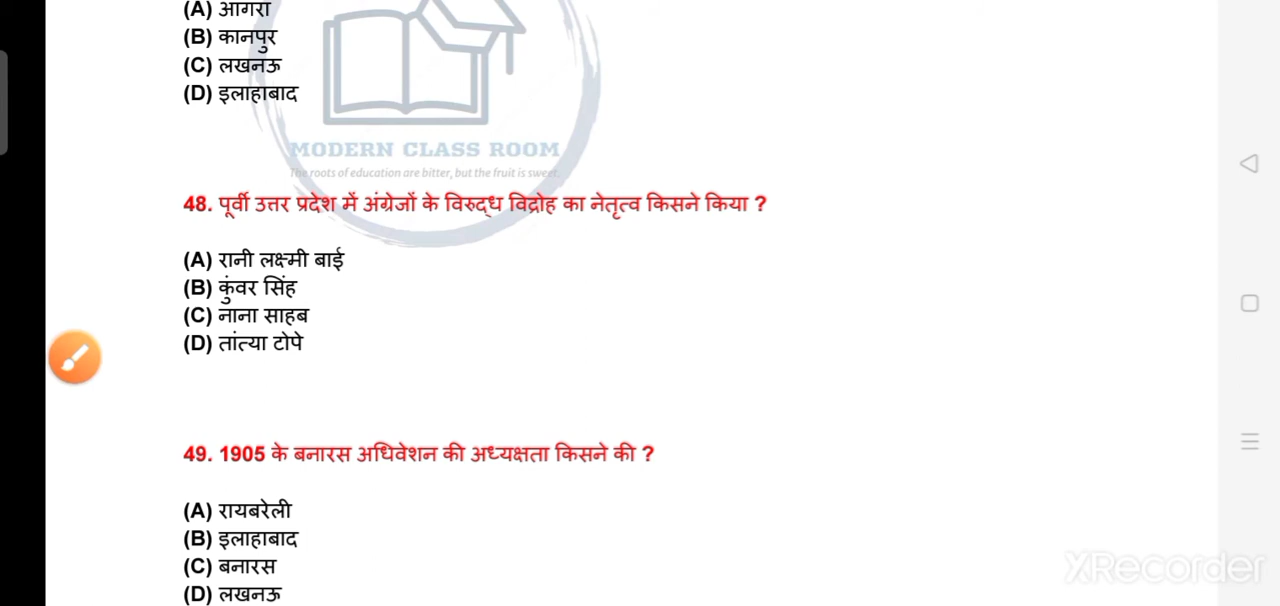 (A) आगरा
(B) कानपुर
(C) लखनऊ
(D) इलाहाबाद
MODERN CLASS ROOM
The roots of education are bitter, but the fruit is sweet.
48. पूर्वी उत्तर प्रदेश में अंग्रेजों के विरुद्ध विद्रोह का नेतृत्व किसने किया ?
(A) रानी लक्ष्मी बाई
(B) कुंवर सिंह
(C) नाना साहब
(D) तांत्या टोपे
49. 1905 के बनारस अधिवेशन की अध्यक्षता किसने की ?
(A) रायबरेली
(B) इलाहाबाद
(C) बनारस
(D) लखनऊ
XRecorder